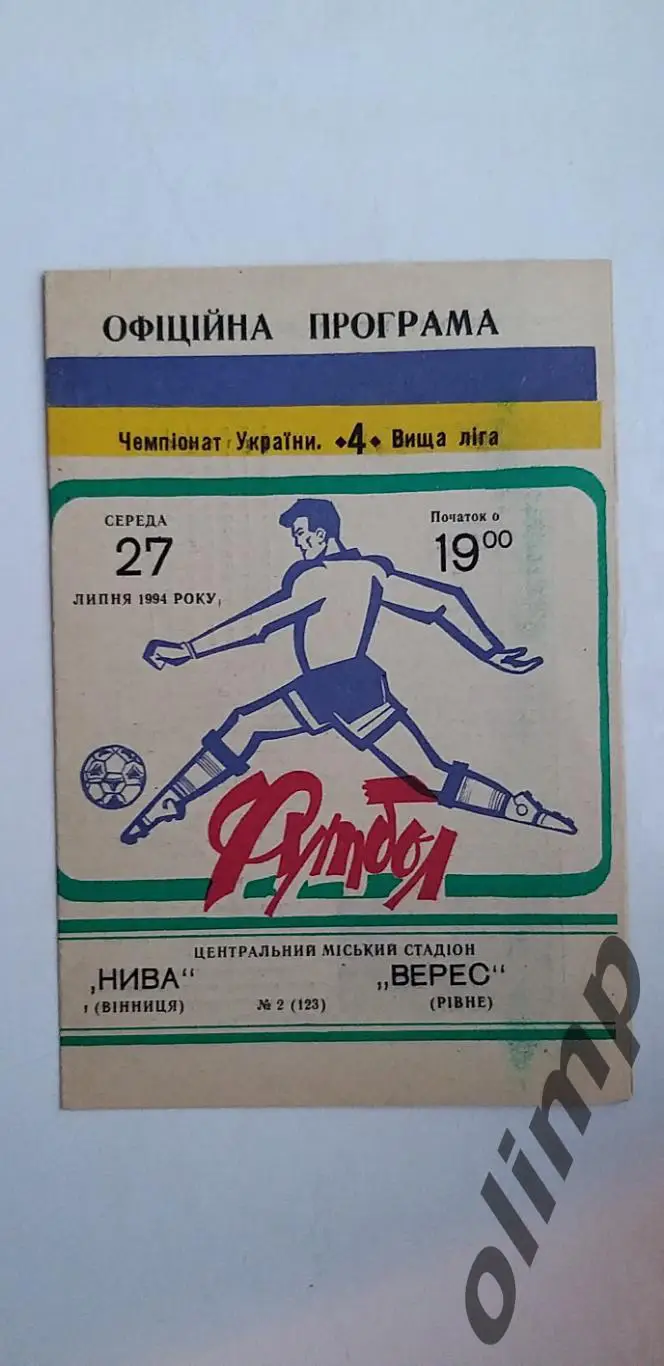 ОФІЦІЙНА ПРОГРАМА
Чемпіонат України. •4• Вища ліга
СЕРЕДА
27
ЛИПНЯ 1994 РОКУ
Початок о
19⁰⁰
Футбол
ЦЕНТРАЛЬНИЙ МІСЬКИЙ СТАДІОН
„НИВА“ „ВЕРЕС“
(ВІННИЦЯ) № 2 (123) (РІВНЕ)
olimp